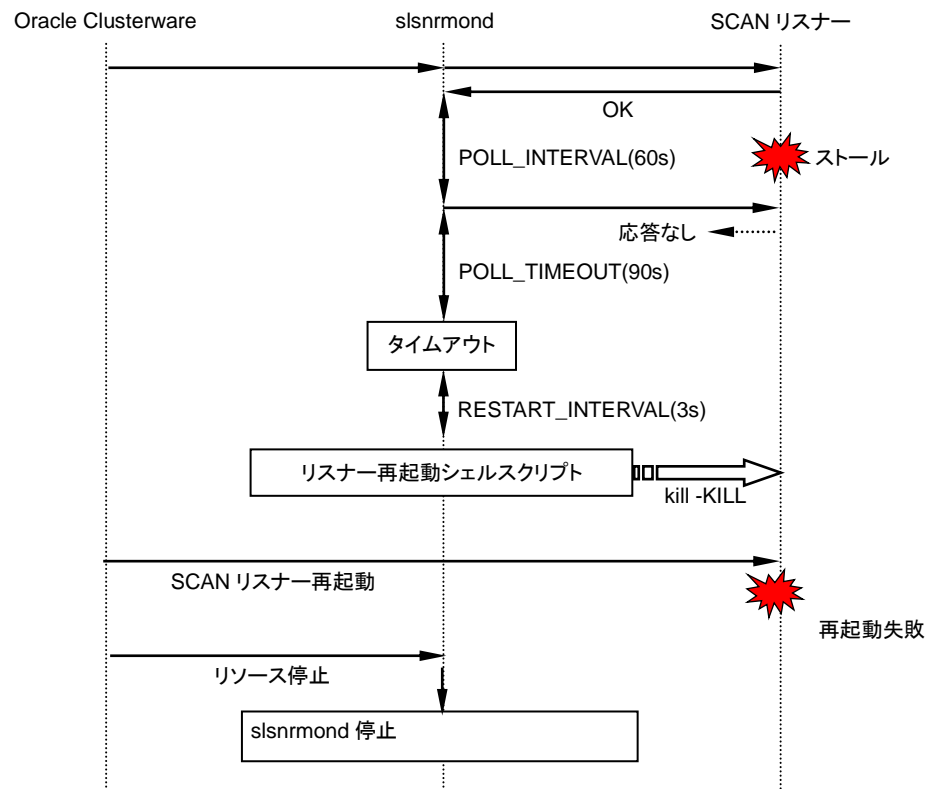 Oracle Clusterware
slsnrmond
SCAN リスナー
OK
POLL_INTERVAL(60s)
ストール
応答なし
POLL_TIMEOUT(90s)
タイムアウト
RESTART_INTERVAL(3s)
リスナー再起動シェルスクリプト
kill -KILL
SCAN リスナー再起動
再起動失敗
リソース停止
slsnrmond 停止